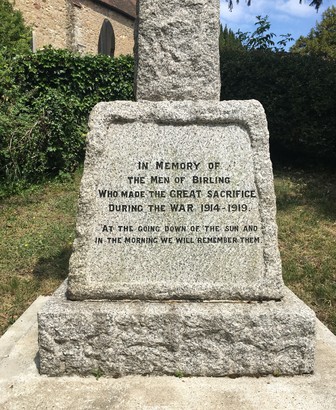 IN MEMORY OF
THE MEN OF BIRLING
WHO MADE THE GREAT SACRIFICE
DURING THE WAR 1914-1919.
AT THE GOING DOWN OF THE SUN AND
IN THE MORNING WE WILL REMEMBER THEM.